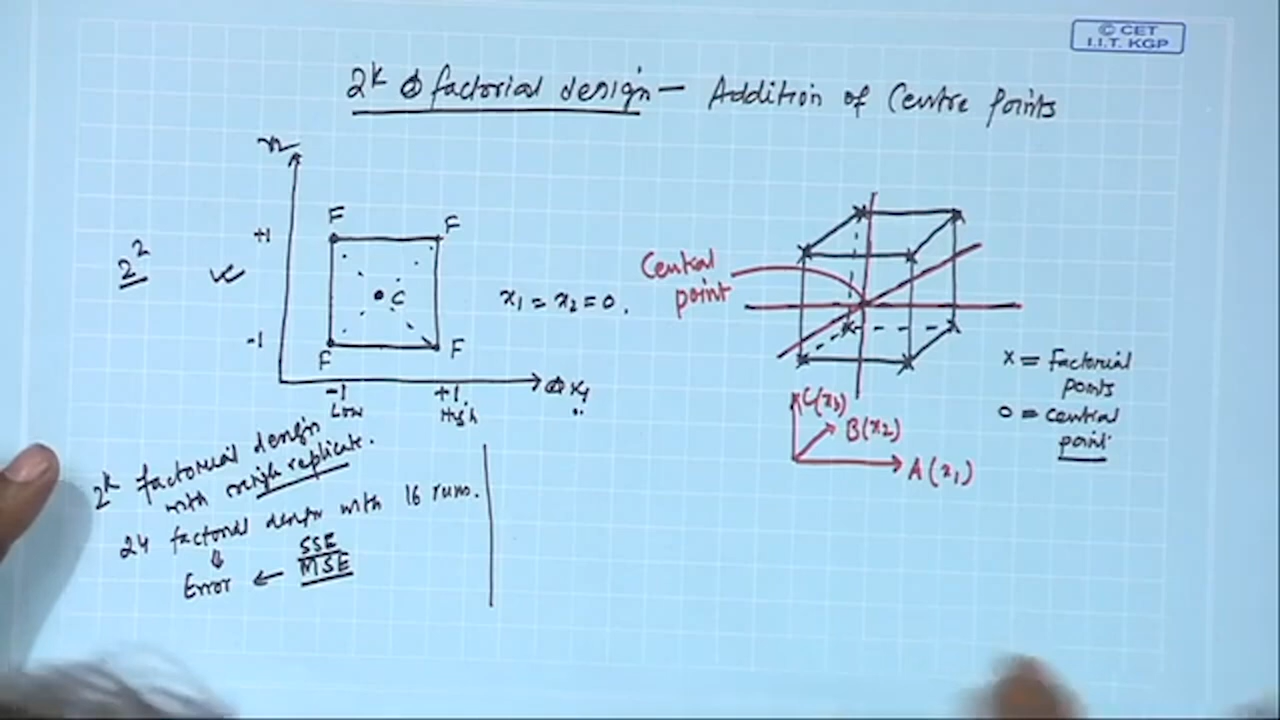 © CET
I.I.T. KGP
2k factorial design — Addition of Centre Points
x2
F
F
+1
2²
C
x1 = x2 = 0.
-1
F
F
-1
+1
x1
Low
High
Central
point
x = Factorial
points
o = central
point
C(x3)
B(x2)
A(x1)
2k factorial design
with single replicate.
24 factorial design with 16 runs.
SSE
Error ← MSE